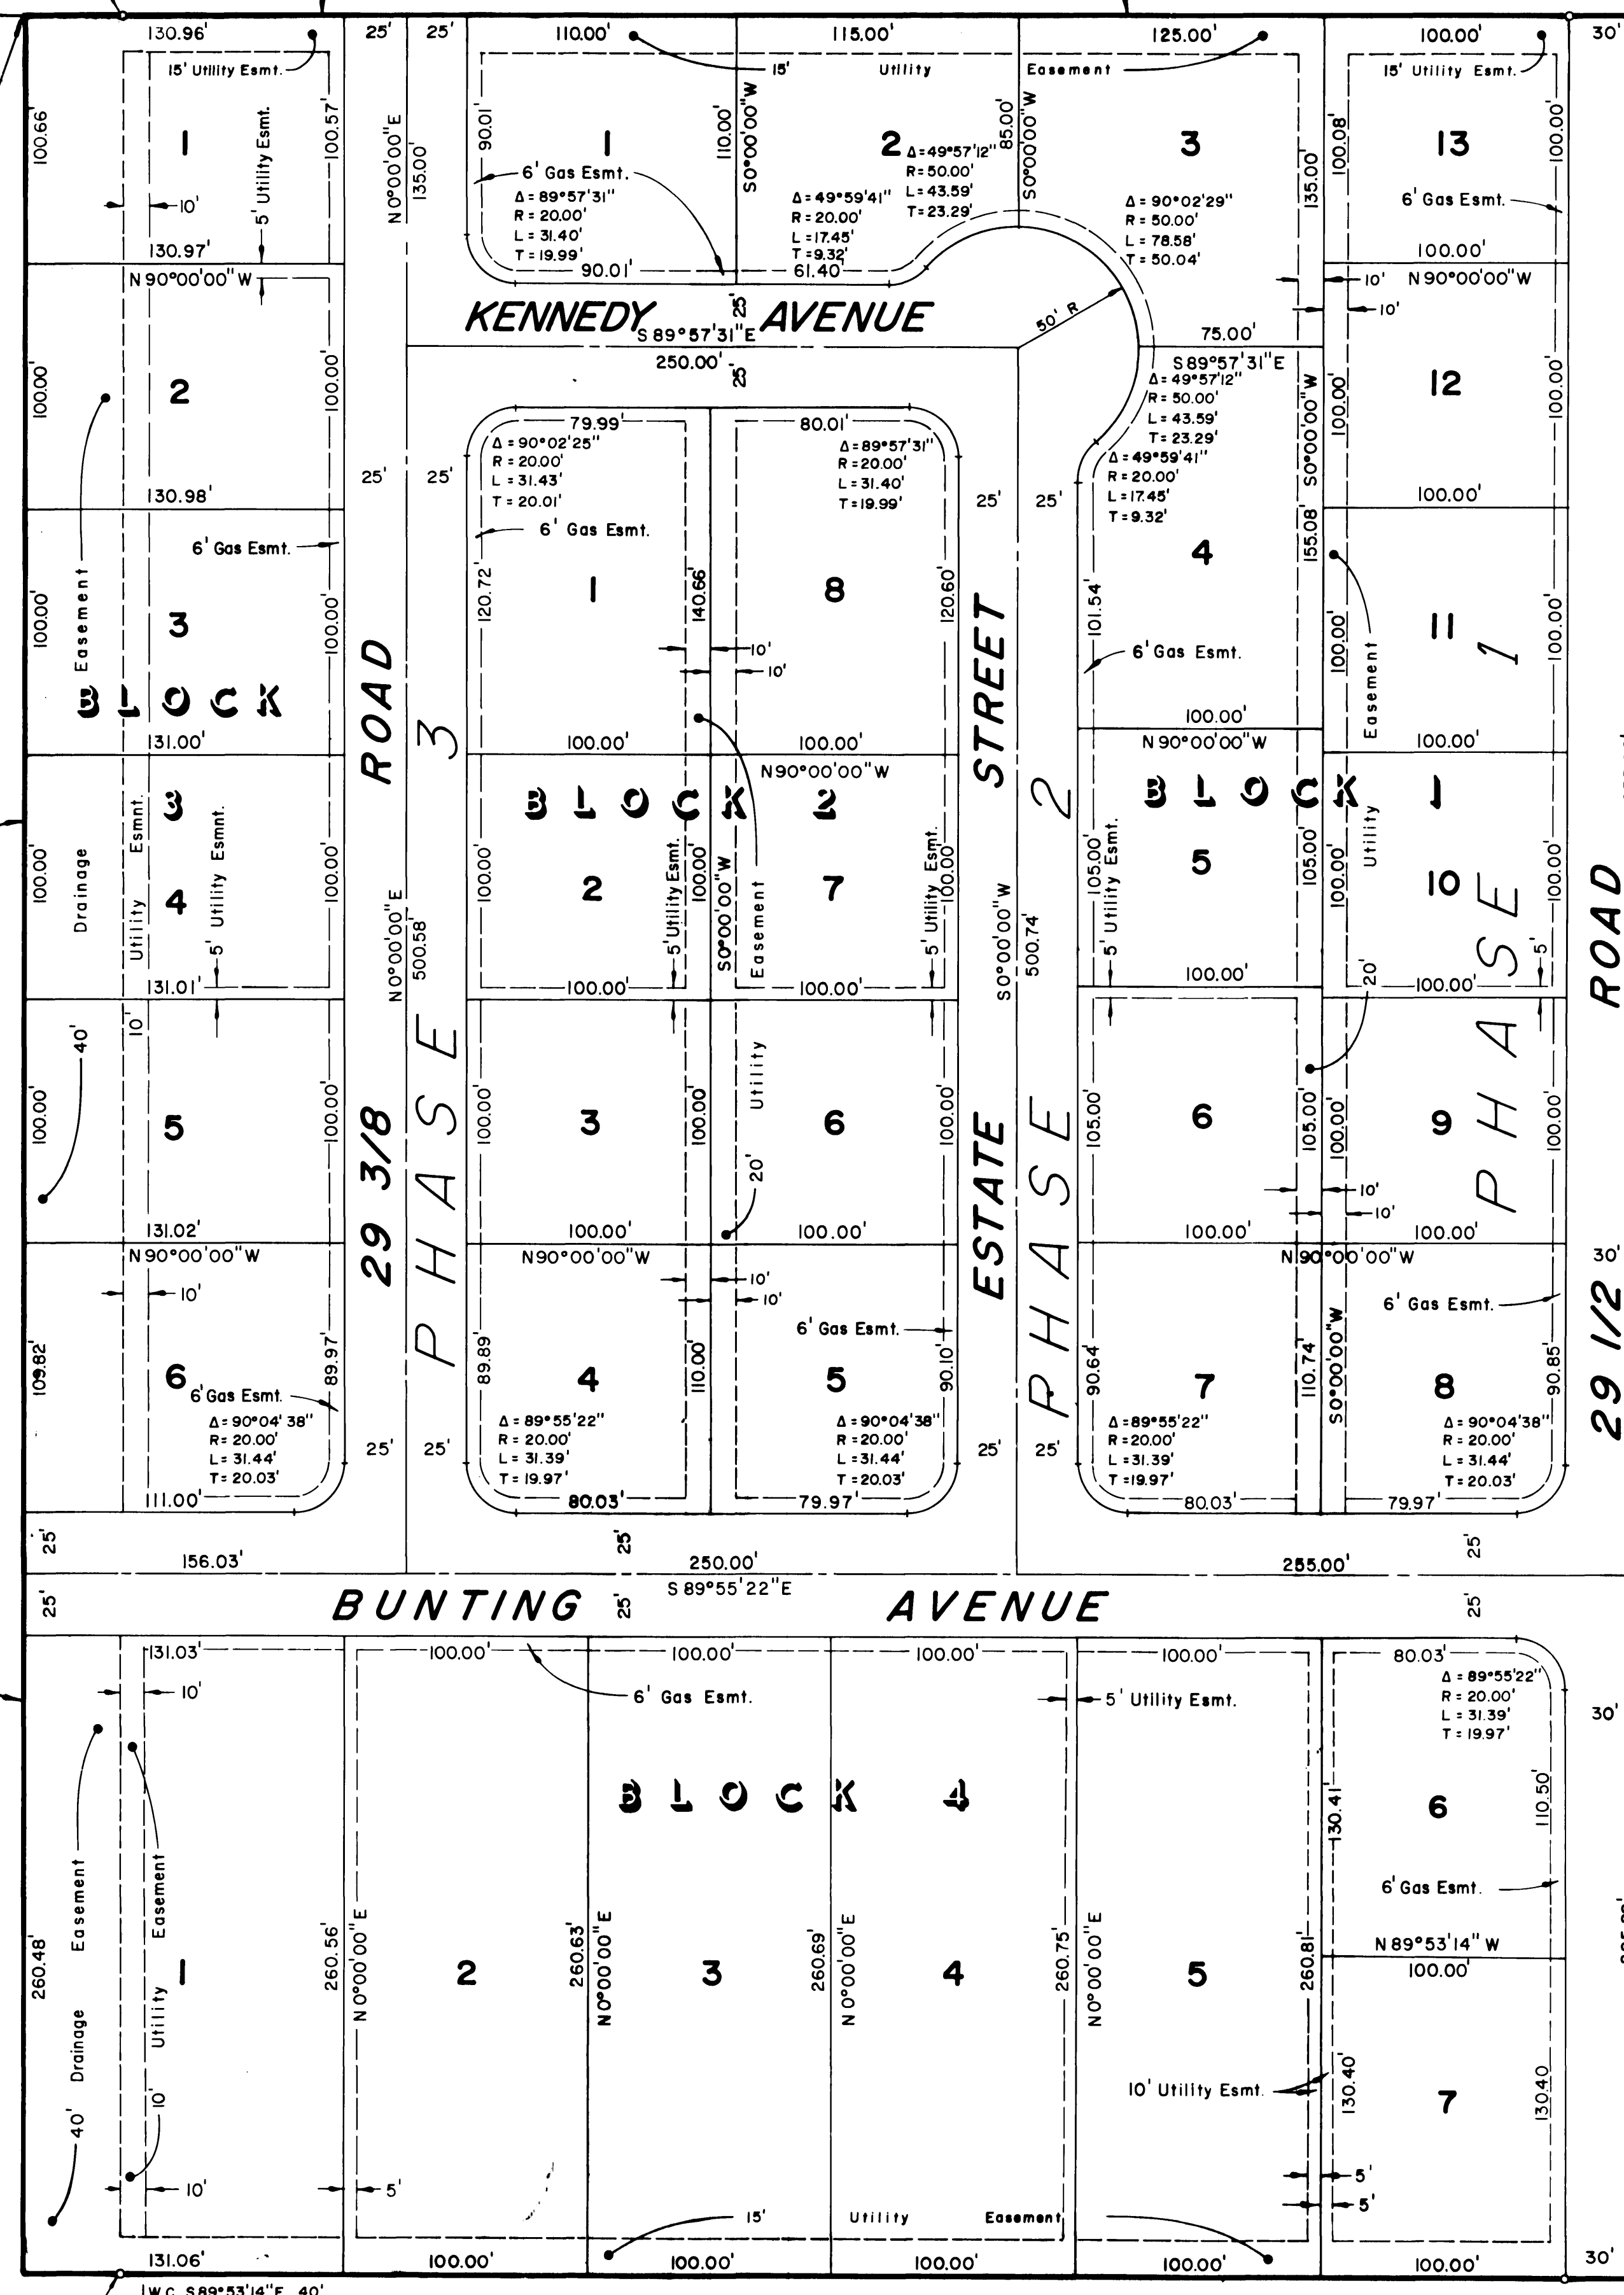 130.96'
25'
25'
110.00'
115.00'
125.00'
100.00'
30'
15' Utility Esmt.
15' Utility Easement
15' Utility Esmt.
100.66'
1
5' Utility Esmt.
100.57'
10'
130.97'
N 0°00'00" E
135.00'
90.01'
1
6' Gas Esmt.
Δ = 89°57'31"
R = 20.00'
L = 31.40'
T = 19.99'
90.01'
110.00'
S0°00'00"W
2
Δ = 49°57'12"
R = 50.00'
L = 43.59'
T = 23.29'
Δ = 49°59'41"
R = 20.00'
L = 17.45'
T = 9.32'
61.40'
85.00'
S0°00'00"W
3
Δ = 90°02'29"
R = 50.00'
L = 78.58'
T = 50.04'
135.00'
100.08'
13
6' Gas Esmt.
100.00'
100.00'
N 90°00'00" W
10'
10'
N 90°00'00" W
KENNEDY AVENUE
25'
S 89°57'31" E
250.00'
25'
50' R
75.00'
S 89°57'31" E
Δ = 49°57'12"
R = 50.00'
L = 43.59'
T = 23.29'
Δ = 49°59'41"
R = 20.00'
L = 17.45'
T = 9.32'
4
S0°00'00"W
155.08'
100.00'
12
100.00'
100.00'
100.00'
2
100.00'
130.98'
25'
25'
79.99'
Δ = 90°02'25"
R = 20.00'
L = 31.43'
T = 20.01'
6' Gas Esmt.
80.01'
Δ = 89°57'31"
R = 20.00'
L = 31.40'
T = 19.99'
25'
25'
6' Gas Esmt.
100.00'
Easement
3
100.00'
120.72'
1
140.66'
8
120.60'
10'
10'
101.54'
6' Gas Esmt.
100.00'
Easement
11
100.00'
BLOCK
131.00'
100.00'
100.00'
100.00'
N 90°00'00" W
100.00'
N90°00'00"W
BLOCK 2
BLOCK 1
3
100.00'
Drainage
Utility Esmnt.
4
5' Utility Esmnt.
100.00'
131.01'
N 0°00'00" E
500.58'
100.00'
2
5' Utility Esmt.
100.00'
S0°00'00"W
Easement
7
5' Utility Esmt.
100.00'
100.00'
100.00'
S0°00'00"W
500.74'
105.00'
5' Utility Esmt.
5
105.00'
100.00'
100.00'
Utility
10
100.00'
5'
100.00'
20'
40'
10'
100.00'
5
100.00'
131.02'
100.00'
3
100.00'
Utility
20'
6
100.00'
100.00'
100.00'
105.00'
6
105.00'
100.00'
9
100.00'
10'
10'
100.00'
100.00'
29 3/8 ROAD
PHASE 3
ESTATE STREET
PHASE 2
PHASE 1
29 1/2 ROAD
N 90°00'00" W
N90°00'00"W
N 90°00'00" W
30'
10'
109.82'
6
6' Gas Esmt.
89.97'
Δ = 90°04'38"
R = 20.00'
L = 31.44'
T = 20.03'
111.00'
25'
25'
10'
10'
89.89'
4
110.00'
Δ = 89°55'22"
R = 20.00'
L = 31.39'
T = 19.97'
80.03'
6' Gas Esmt.
5
90.10'
Δ = 90°04'38"
R = 20.00'
L = 31.44'
T = 20.03'
79.97'
25'
25'
90.64'
7
110.74'
S0°00'00"W
Δ = 89°55'22"
R = 20.00'
L = 31.39'
T = 19.97'
80.03'
6' Gas Esmt.
8
90.85'
Δ = 90°04'38"
R = 20.00'
L = 31.44'
T = 20.03'
79.97'
25'
25'
25'
156.03'
250.00'
255.00'
S 89°55'22" E
BUNTING AVENUE
25'
25'
25'
131.03'
100.00'
100.00'
100.00'
100.00'
80.03'
10'
6' Gas Esmt.
5' Utility Esmt.
Δ = 89°55'22"
R = 20.00'
L = 31.39'
T = 19.97'
30'
BLOCK 4
130.41'
6
110.50'
6' Gas Esmt.
N 89°53'14" W
100.00'
260.48'
40' Drainage Easement
10' Utility Easement
1
260.56'
N 0°00'00" E
2
260.63'
N 0°00'00" E
3
260.69'
N 0°00'00" E
4
260.75'
N 0°00'00" E
5
260.81'
10' Utility Esmt.
130.40'
7
130.40
10'
5'
5'
5'
15' Utility Easement
131.06'
100.00'
100.00'
100.00'
100.00'
100.00'
30'
W.C. S 89°53'14" E 40'